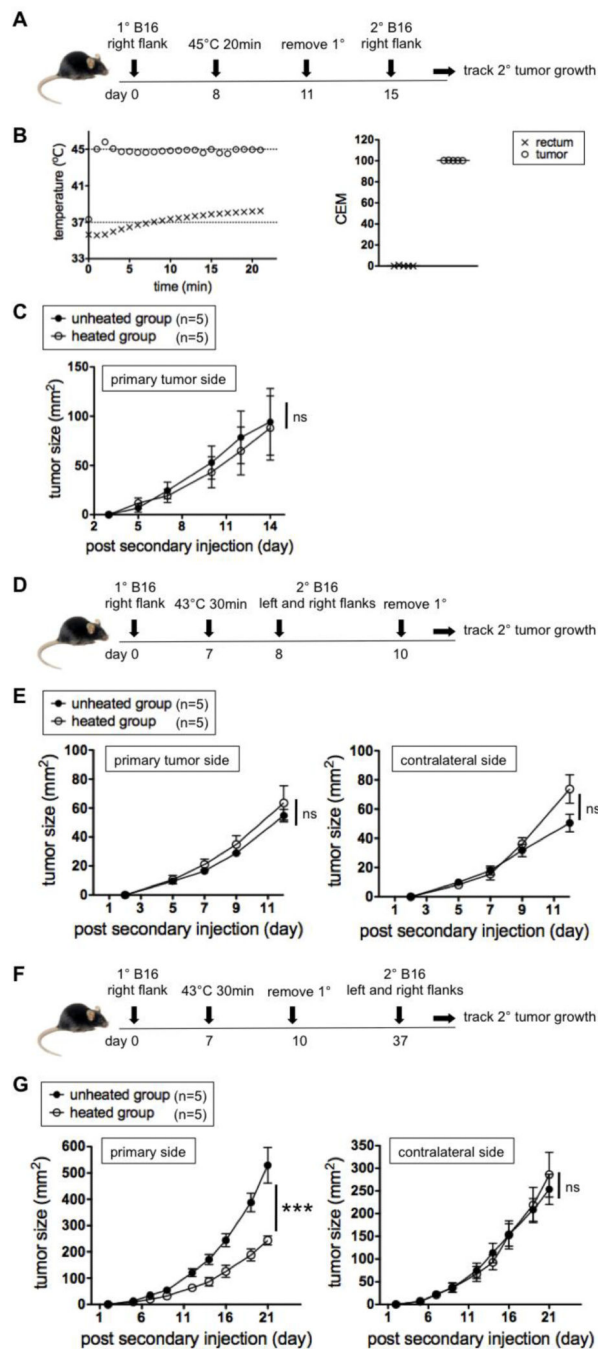 A
1° B16
right flank
45°C 20min
remove 1°
2° B16
right flank
track 2° tumor growth
day 0
8
11
15
B
temperature (°C)
45
41
37
33
0
5
10
15
20
time (min)
CEM
120
100
80
60
40
20
0
× rectum
○ tumor
C
unheated group (n=5)
heated group (n=5)
primary tumor side
tumor size (mm²)
150
100
50
0
ns
2
5
8
11
14
post secondary injection (day)
D
1° B16
right flank
43°C 30min
2° B16
left and right flanks
remove 1°
track 2° tumor growth
day 0
7
8
10
E
unheated group (n=5)
heated group (n=5)
primary tumor side
tumor size (mm²)
100
80
60
40
20
0
ns
1
3
5
7
9
11
post secondary injection (day)
contralateral side
tumor size (mm²)
100
80
60
40
20
0
ns
1
3
5
7
9
11
post secondary injection (day)
F
1° B16
right flank
43°C 30min
remove 1°
2° B16
left and right flanks
track 2° tumor growth
day 0
7
10
37
G
unheated group (n=5)
heated group (n=5)
primary side
tumor size (mm²)
600
500
400
300
200
100
0
***
1
6
11
16
21
post secondary injection (day)
contralateral side
tumor size (mm²)
350
300
250
200
150
100
50
0
ns
1
6
11
16
21
post secondary injection (day)